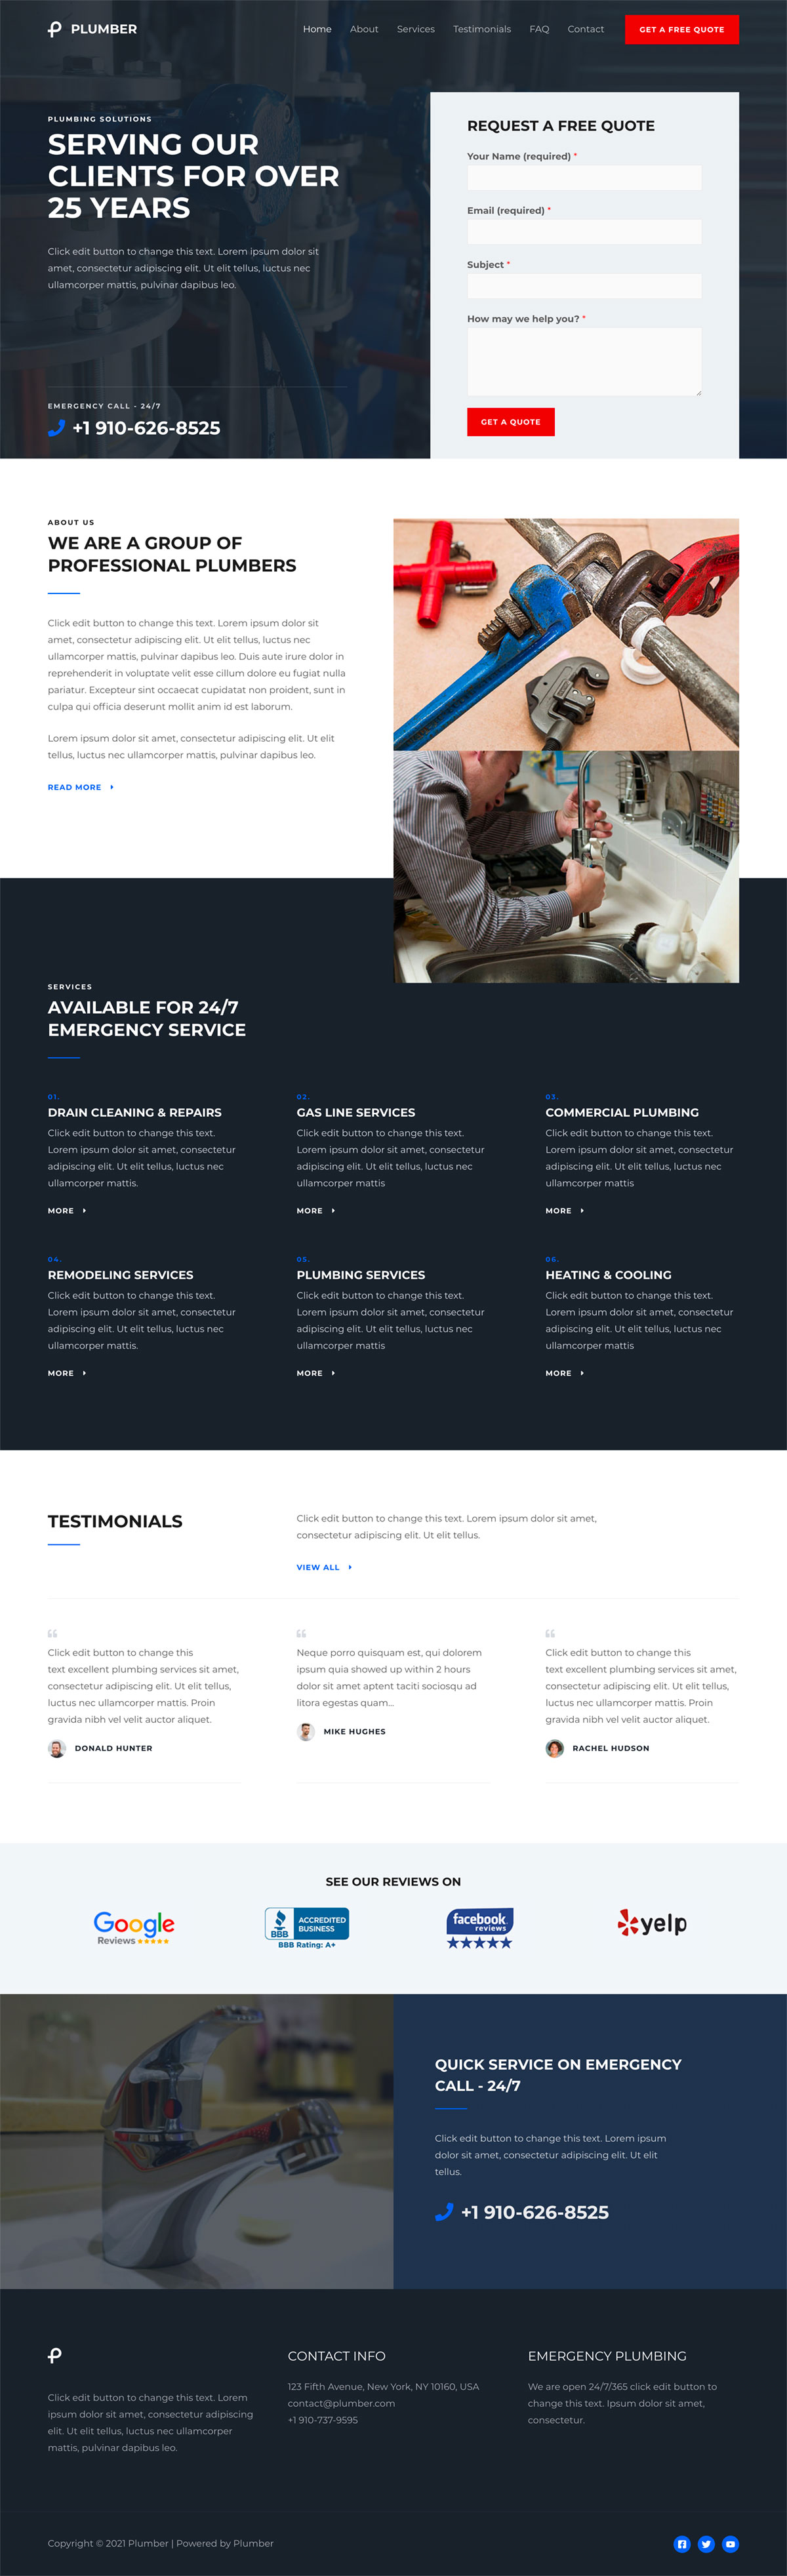 PLUMBER
Home About Services Testimonials FAQ Contact GET A FREE QUOTE
PLUMBING SOLUTIONS
SERVING OUR
CLIENTS FOR OVER
25 YEARS
Click edit button to change this text. Lorem ipsum dolor sit
amet, consectetur adipiscing elit. Ut elit tellus, luctus nec
ullamcorper mattis, pulvinar dapibus leo.
EMERGENCY CALL - 24/7
+1 910-626-8525
REQUEST A FREE QUOTE
Your Name (required) *
Email (required) *
Subject *
How may we help you? *
GET A QUOTE
ABOUT US
WE ARE A GROUP OF
PROFESSIONAL PLUMBERS
Click edit button to change this text. Lorem ipsum dolor sit
amet, consectetur adipiscing elit. Ut elit tellus, luctus nec
ullamcorper mattis, pulvinar dapibus leo. Duis aute irure dolor in
reprehenderit in voluptate velit esse cillum dolore eu fugiat nulla
pariatur. Excepteur sint occaecat cupidatat non proident, sunt in
culpa qui officia deserunt mollit anim id est laborum.
Lorem ipsum dolor sit amet, consectetur adipiscing elit. Ut elit
tellus, luctus nec ullamcorper mattis, pulvinar dapibus leo.
READ MORE
SERVICES
AVAILABLE FOR 24/7
EMERGENCY SERVICE
01.
DRAIN CLEANING & REPAIRS
Click edit button to change this text.
Lorem ipsum dolor sit amet, consectetur
adipiscing elit. Ut elit tellus, luctus nec
ullamcorper mattis.
MORE
02.
GAS LINE SERVICES
Click edit button to change this text.
Lorem ipsum dolor sit amet, consectetur
adipiscing elit. Ut elit tellus, luctus nec
ullamcorper mattis
MORE
03.
COMMERCIAL PLUMBING
Click edit button to change this text.
Lorem ipsum dolor sit amet, consectetur
adipiscing elit. Ut elit tellus, luctus nec
ullamcorper mattis
MORE
04.
REMODELING SERVICES
Click edit button to change this text.
Lorem ipsum dolor sit amet, consectetur
adipiscing elit. Ut elit tellus, luctus nec
ullamcorper mattis.
MORE
05.
PLUMBING SERVICES
Click edit button to change this text.
Lorem ipsum dolor sit amet, consectetur
adipiscing elit. Ut elit tellus, luctus nec
ullamcorper mattis
MORE
06.
HEATING & COOLING
Click edit button to change this text.
Lorem ipsum dolor sit amet, consectetur
adipiscing elit. Ut elit tellus, luctus nec
ullamcorper mattis
MORE
TESTIMONIALS
Click edit button to change this text. Lorem ipsum dolor sit amet,
consectetur adipiscing elit. Ut elit tellus.
VIEW ALL
“
Click edit button to change this
text excellent plumbing services sit amet,
consectetur adipiscing elit. Ut elit tellus,
luctus nec ullamcorper mattis. Proin
gravida nibh vel velit auctor aliquet.
DONALD HUNTER
“
Neque porro quisquam est, qui dolorem
ipsum quia showed up within 2 hours
dolor sit amet aptent taciti sociosqu ad
litora egestas quam...
MIKE HUGHES
“
Click edit button to change this
text excellent plumbing services sit amet,
consectetur adipiscing elit. Ut elit tellus,
luctus nec ullamcorper mattis. Proin
gravida nibh vel velit auctor aliquet.
RACHEL HUDSON
SEE OUR REVIEWS ON
Google
Reviews
BBB
ACCREDITED
BUSINESS
BBB Rating: A+
facebook
reviews
yelp
QUICK SERVICE ON EMERGENCY
CALL - 24/7
Click edit button to change this text. Lorem ipsum
dolor sit amet, consectetur adipiscing elit. Ut elit
tellus.
+1 910-626-8525
Click edit button to change this text. Lorem
ipsum dolor sit amet, consectetur adipiscing
elit. Ut elit tellus, luctus nec ullamcorper
mattis, pulvinar dapibus leo.
CONTACT INFO
123 Fifth Avenue, New York, NY 10160, USA
contact@plumber.com
+1 910-737-9595
EMERGENCY PLUMBING
We are open 24/7/365 click edit button to
change this text. Ipsum dolor sit amet,
consectetur.
Copyright © 2021 Plumber | Powered by Plumber